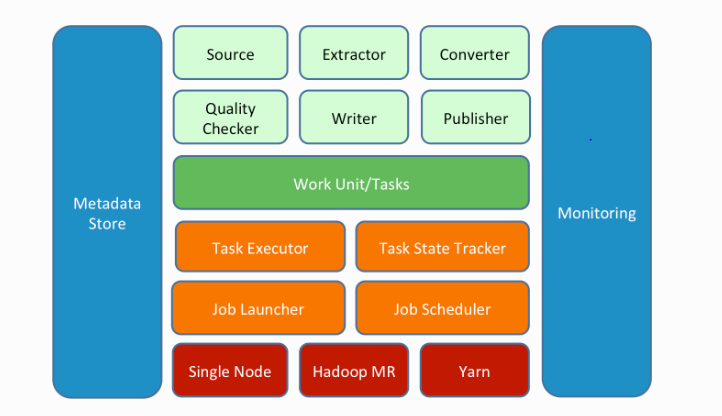 Source
Extractor
Converter
Quality
Checker
Writer
Publisher
Work Unit/Tasks
Metadata
Store
Monitoring
Task Executor
Task State Tracker
Job Launcher
Job Scheduler
Single Node
Hadoop MR
Yarn